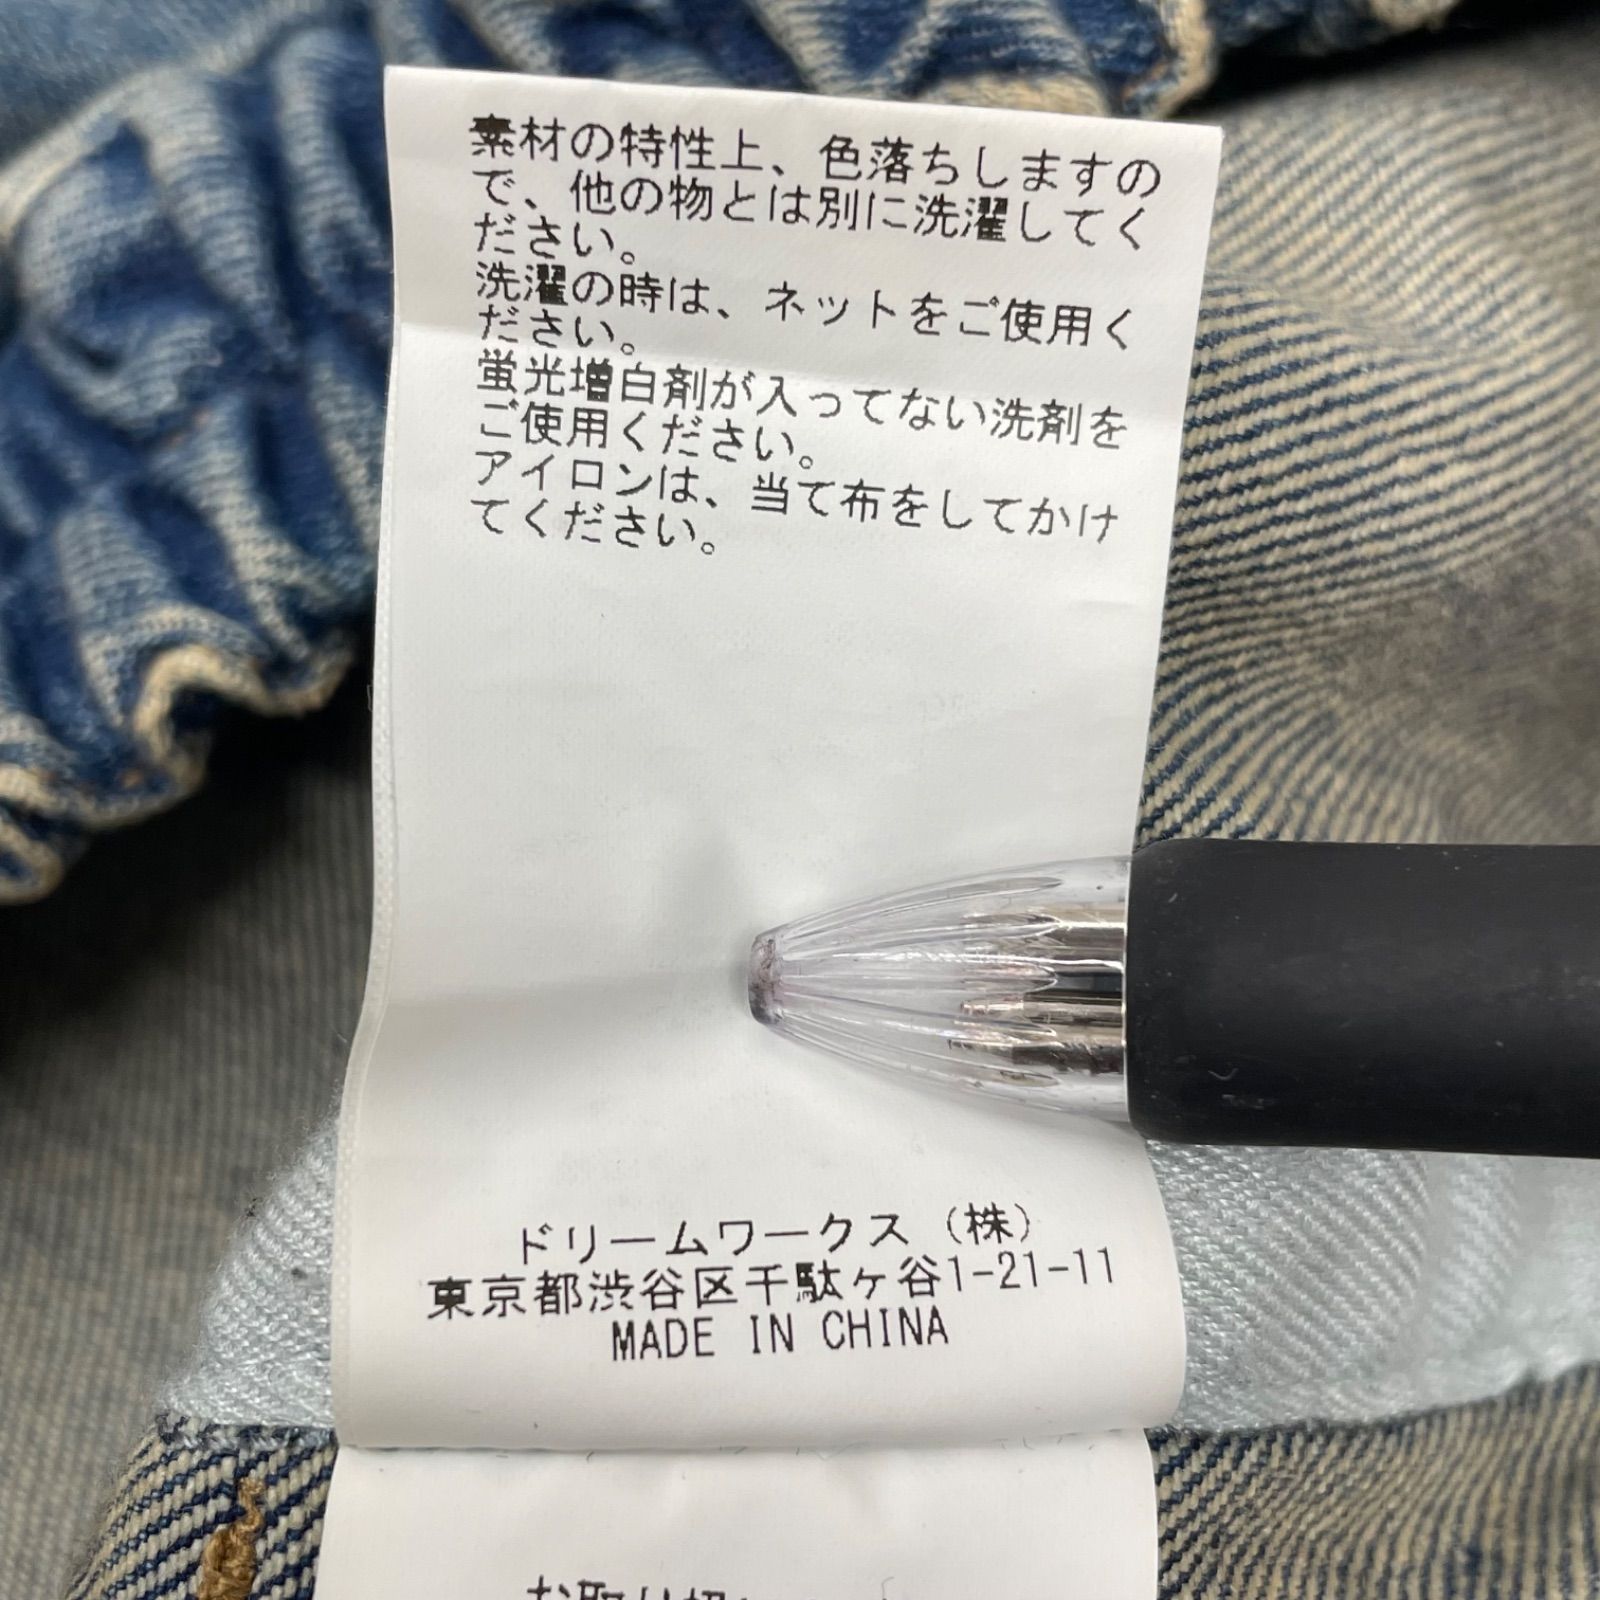 素材の特性上、色落ちしますの
で、他の物とは別に洗濯してく
ださい。
洗濯の時は、ネットをご使用く
ださい。
蛍光増白剤が入ってない洗剤を
ご使用ください。
アイロンは、当て布をしてかけ
てください。
ドリームワークス（株）
東京都渋谷区千駄ヶ谷1-21-11
MADE IN CHINA
お取り扱い